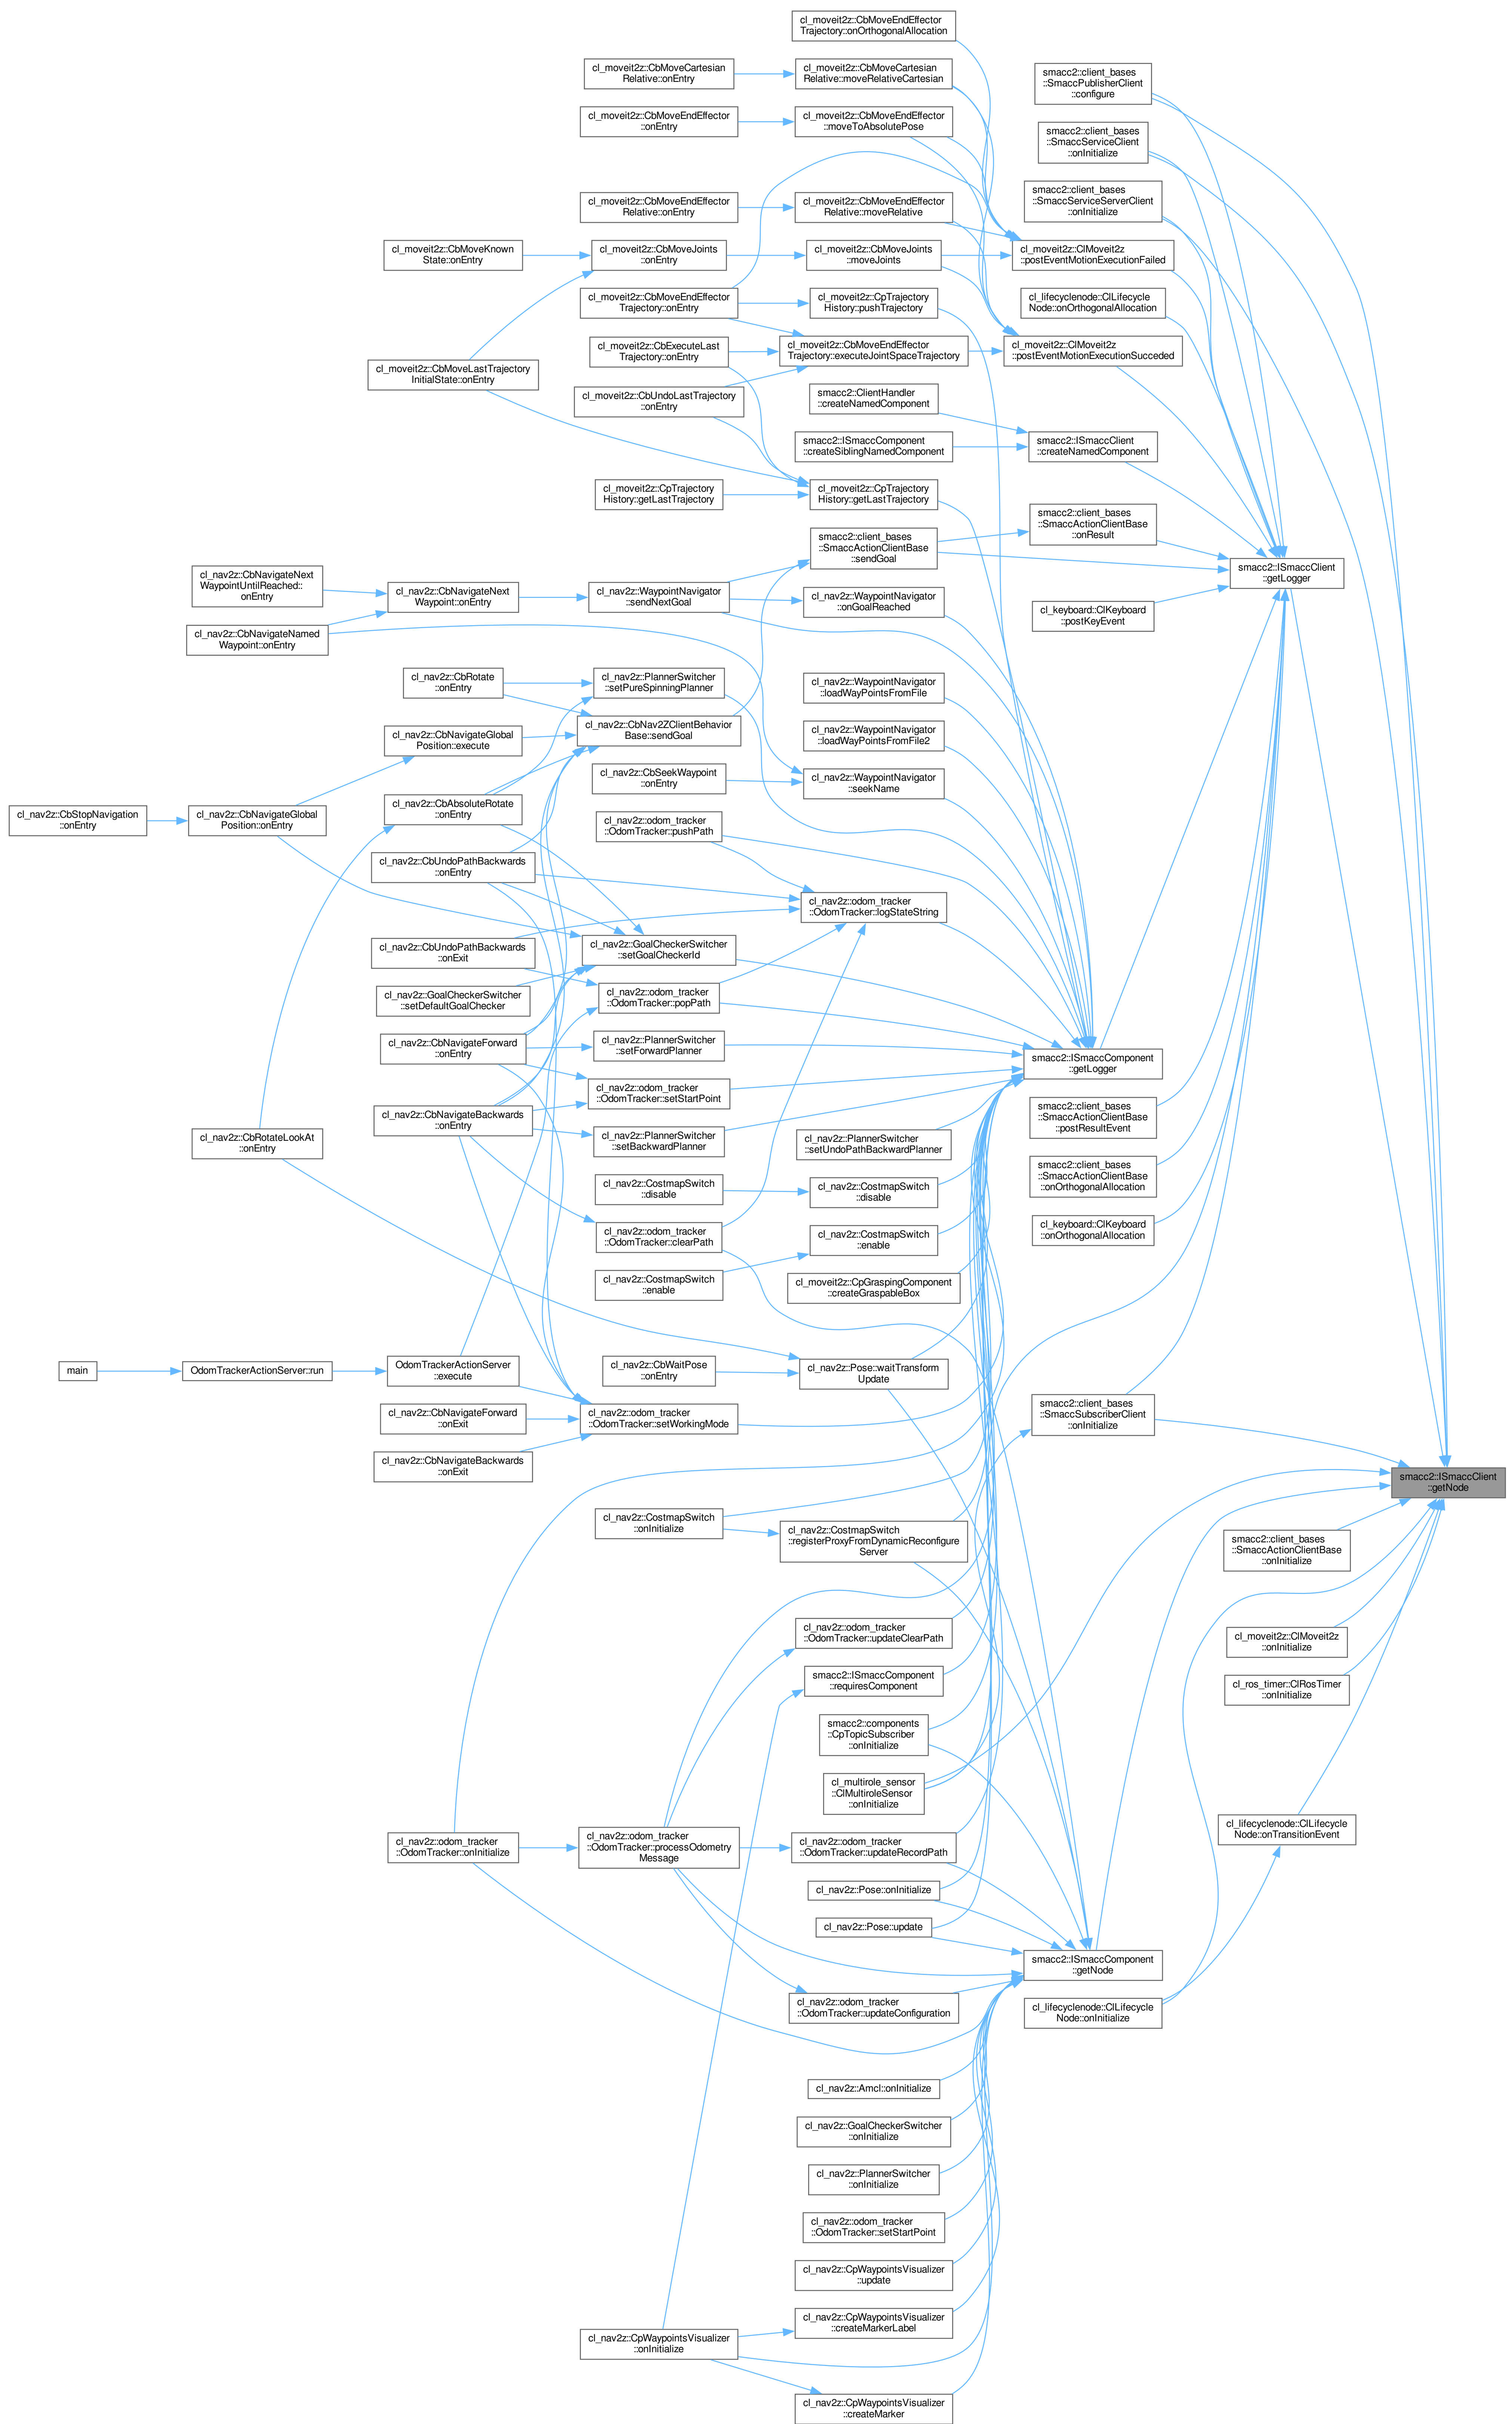 cl_moveit2z::CbMoveEndEffector
Trajectory::onOrthogonalAllocation
cl_moveit2z::CbMoveCartesian
Relative::onEntry
cl_moveit2z::CbMoveCartesian
Relative::moveRelativeCartesian
smacc2::client_bases
::SmaccPublisherClient
::configure
cl_moveit2z::CbMoveEndEffector
::onEntry
cl_moveit2z::CbMoveEndEffector
::moveToAbsolutePose
smacc2::client_bases
::SmaccServiceClient
::onInitialize
cl_moveit2z::CbMoveEndEffector
Relative::onEntry
cl_moveit2z::CbMoveEndEffector
Relative::moveRelative
smacc2::client_bases
::SmaccServiceServerClient
::onInitialize
cl_moveit2z::CbMoveKnown
State::onEntry
cl_moveit2z::CbMoveJoints
::onEntry
cl_moveit2z::CbMoveJoints
::moveJoints
cl_moveit2z::ClMoveit2z
::postEventMotionExecutionFailed
cl_moveit2z::CbMoveEndEffector
Trajectory::onEntry
cl_moveit2z::CpTrajectory
History::pushTrajectory
cl_lifecyclenode::ClLifecycle
Node::onOrthogonalAllocation
cl_moveit2z::CbExecuteLast
Trajectory::onEntry
cl_moveit2z::CbMoveEndEffector
Trajectory::executeJointSpaceTrajectory
cl_moveit2z::ClMoveit2z
::postEventMotionExecutionSucceded
cl_moveit2z::CbMoveLastTrajectory
InitialState::onEntry
cl_moveit2z::CbUndoLastTrajectory
::onEntry
smacc2::ClientHandler
::createNamedComponent
smacc2::ISmaccComponent
::createSiblingNamedComponent
smacc2::ISmaccClient
::createNamedComponent
cl_moveit2z::CpTrajectory
History::getLastTrajectory
cl_moveit2z::CpTrajectory
History::getLastTrajectory
smacc2::client_bases
::SmaccActionClientBase
::onResult
smacc2::client_bases
::SmaccActionClientBase
::sendGoal
smacc2::ISmaccClient
::getLogger
cl_nav2z::CbNavigateNext
WaypointUntilReached::
onEntry
cl_nav2z::CbNavigateNext
Waypoint::onEntry
cl_nav2z::WaypointNavigator
::sendNextGoal
cl_nav2z::WaypointNavigator
::onGoalReached
cl_keyboard::ClKeyboard
::postKeyEvent
cl_nav2z::CbNavigateNamed
Waypoint::onEntry
cl_nav2z::CbRotate
::onEntry
cl_nav2z::PlannerSwitcher
::setPureSpinningPlanner
cl_nav2z::WaypointNavigator
::loadWayPointsFromFile
cl_nav2z::CbNavigateGlobal
Position::execute
cl_nav2z::CbNav2ZClientBehavior
Base::sendGoal
cl_nav2z::WaypointNavigator
::loadWayPointsFromFile2
cl_nav2z::CbSeekWaypoint
::onEntry
cl_nav2z::WaypointNavigator
::seekName
cl_nav2z::CbStopNavigation
::onEntry
cl_nav2z::CbNavigateGlobal
Position::onEntry
cl_nav2z::CbAbsoluteRotate
::onEntry
cl_nav2z::odom_tracker
::OdomTracker::pushPath
cl_nav2z::CbUndoPathBackwards
::onEntry
cl_nav2z::odom_tracker
::OdomTracker::logStateString
cl_nav2z::CbUndoPathBackwards
::onExit
cl_nav2z::GoalCheckerSwitcher
::setGoalCheckerId
cl_nav2z::GoalCheckerSwitcher
::setDefaultGoalChecker
cl_nav2z::odom_tracker
::OdomTracker::popPath
cl_nav2z::CbNavigateForward
::onEntry
cl_nav2z::PlannerSwitcher
::setForwardPlanner
smacc2::ISmaccComponent
::getLogger
cl_nav2z::odom_tracker
::OdomTracker::setStartPoint
cl_nav2z::CbRotateLookAt
::onEntry
cl_nav2z::CbNavigateBackwards
::onEntry
cl_nav2z::PlannerSwitcher
::setBackwardPlanner
cl_nav2z::PlannerSwitcher
::setUndoPathBackwardPlanner
smacc2::client_bases
::SmaccActionClientBase
::postResultEvent
cl_nav2z::CostmapSwitch
::disable
cl_nav2z::CostmapSwitch
::disable
smacc2::client_bases
::SmaccActionClientBase
::onOrthogonalAllocation
cl_nav2z::odom_tracker
::OdomTracker::clearPath
cl_nav2z::CostmapSwitch
::enable
cl_keyboard::ClKeyboard
::onOrthogonalAllocation
cl_nav2z::CostmapSwitch
::enable
cl_moveit2z::CpGraspingComponent
::createGraspableBox
main
OdomTrackerActionServer::run
OdomTrackerActionServer
::execute
cl_nav2z::CbWaitPose
::onEntry
cl_nav2z::Pose::waitTransform
Update
cl_nav2z::CbNavigateForward
::onExit
cl_nav2z::odom_tracker
::OdomTracker::setWorkingMode
smacc2::client_bases
::SmaccSubscriberClient
::onInitialize
cl_nav2z::CbNavigateBackwards
::onExit
smacc2::ISmaccClient
::getNode
cl_nav2z::CostmapSwitch
::onInitialize
cl_nav2z::CostmapSwitch
::registerProxyFromDynamicReconfigure
Server
smacc2::client_bases
::SmaccActionClientBase
::onInitialize
cl_nav2z::odom_tracker
::OdomTracker::updateClearPath
cl_moveit2z::ClMoveit2z
::onInitialize
smacc2::ISmaccComponent
::requiresComponent
cl_ros_timer::ClRosTimer
::onInitialize
smacc2::components
::CpTopicSubscriber
::onInitialize
cl_multirole_sensor
::ClMultiroleSensor
::onInitialize
cl_lifecyclenode::ClLifecycle
Node::onTransitionEvent
cl_nav2z::odom_tracker
::OdomTracker::onInitialize
cl_nav2z::odom_tracker
::OdomTracker::processOdometry
Message
cl_nav2z::odom_tracker
::OdomTracker::updateRecordPath
cl_nav2z::Pose::onInitialize
cl_nav2z::Pose::update
smacc2::ISmaccComponent
::getNode
cl_nav2z::odom_tracker
::OdomTracker::updateConfiguration
cl_lifecyclenode::ClLifecycle
Node::onInitialize
cl_nav2z::Amcl::onInitialize
cl_nav2z::GoalCheckerSwitcher
::onInitialize
cl_nav2z::PlannerSwitcher
::onInitialize
cl_nav2z::odom_tracker
::OdomTracker::setStartPoint
cl_nav2z::CpWaypointsVisualizer
::update
cl_nav2z::CpWaypointsVisualizer
::createMarkerLabel
cl_nav2z::CpWaypointsVisualizer
::onInitialize
cl_nav2z::CpWaypointsVisualizer
::createMarker